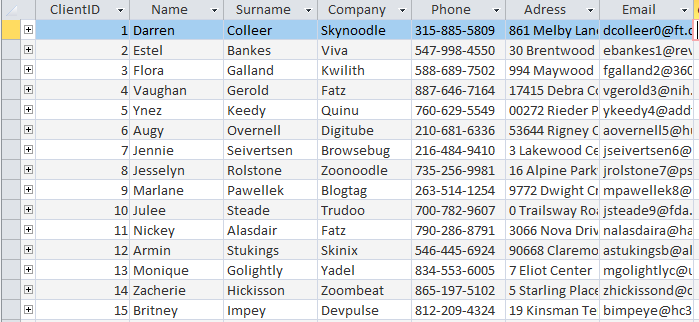 ClientID Name Surname Company Phone Adress Email
1 Darren Colleer Skynoodle 315-885-5809 861 Melby Lan dcolleer0@ft.c
2 Estel Bankes Viva 547-998-4550 30 Brentwood ebankes1@rev
3 Flora Galland Kwilith 588-689-7502 994 Maywood fgalland2@360
4 Vaughan Gerold Fatz 887-646-7164 17415 Debra Co vgerold3@nih.
5 Ynez Keedy Quinu 760-629-5549 00272 Rieder P ykeedy4@addt
6 Augy Overnell Digitube 210-681-6336 53644 Rigney C aovernell5@hu
7 Jennie Seivertsen Browsebug 216-484-9410 3 Lakewood Ce jseivertsen6@
8 Jesselyn Rolstone Zoonoodle 735-256-9981 16 Alpine Park jrolstone7@ps
9 Marlane Pawellek Blogtag 263-514-1254 9772 Dwight Cr mpawellek8@
10 Julee Steade Trudoo 700-782-9607 0 Trailsway Roa jsteade9@fda.
11 Nickey Alasdair Fatz 790-286-8791 3066 Nova Driv nalasdaira@ha
12 Armin Stukings Skinix 546-445-6924 90668 Claremo astukingsb@al
13 Monique Golightly Yadel 834-553-6005 7 Eliot Center mgolightlyc@u
14 Zacherie Hickisson Zoombeat 865-197-5102 5 Starling Place zhickissond@c
15 Britney Impey Devpulse 812-209-4324 19 Kinsman Te bimpeye@hc3